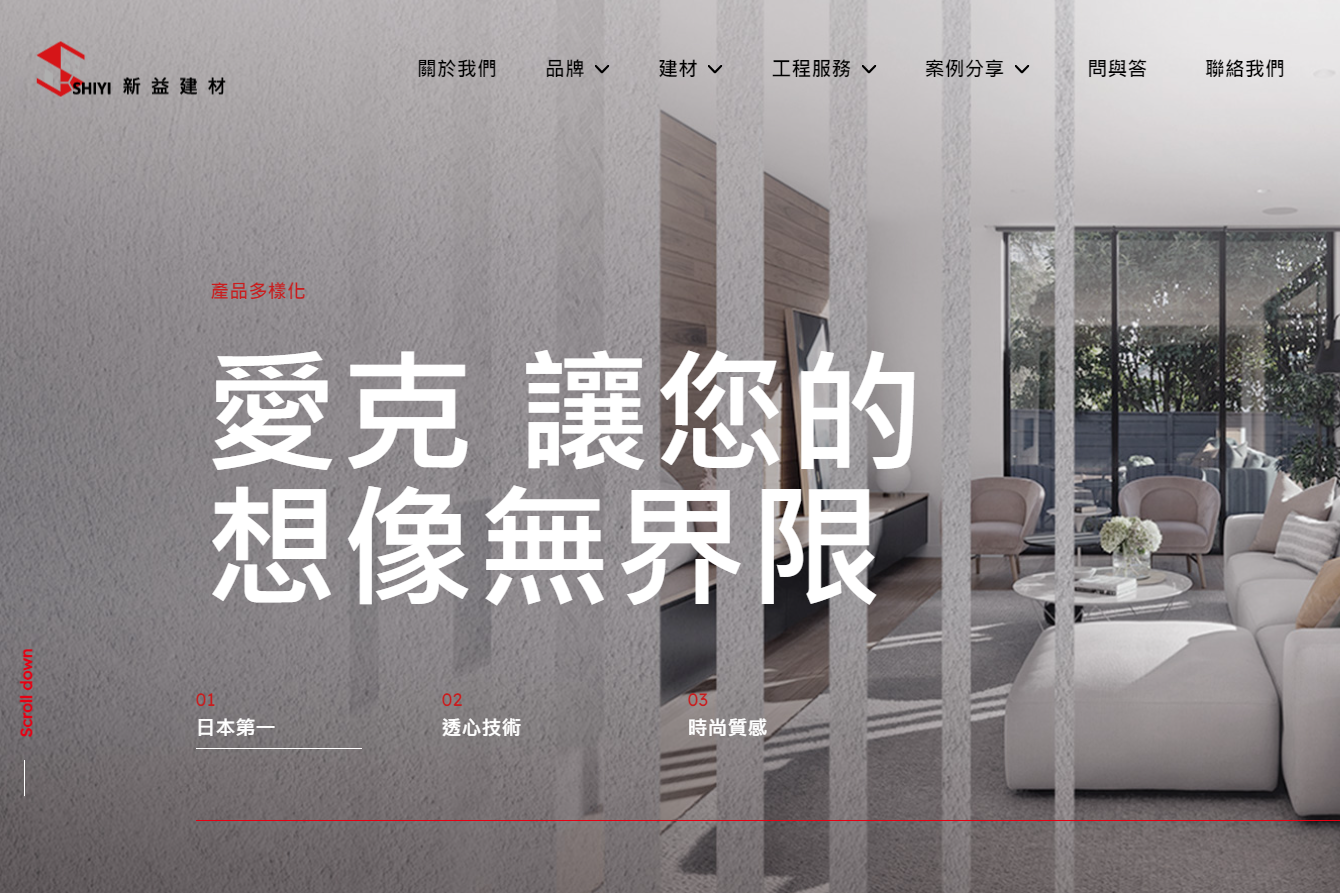 SHIYI 新益建材
關於我們
品牌
建材
工程服務
案例分享
問與答
聯絡我們
產品多樣化
愛克 讓您的
想像無界限
Scroll down
01
日本第一
02
透心技術
03
時尚質感